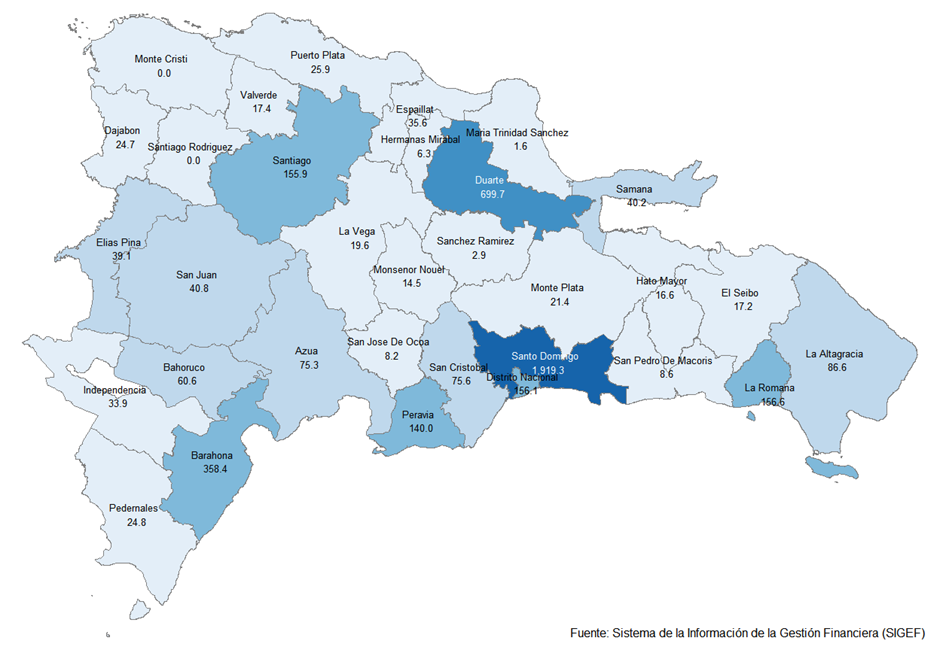 Monte Cristi
0.0
Puerto Plata
25.9
Valverde
17.4
Espaillat
35.6
Dajabon
24.7
Santiago Rodriguez
0.0
Hermanas Mirabal
6.3
Maria Trinidad Sanchez
1.6
Santiago
155.9
Duarte
699.7
Samana
40.2
Elias Pina
39.1
La Vega
19.6
Sanchez Ramirez
2.9
San Juan
40.8
Monsenor Nouel
14.5
Monte Plata
21.4
Hato Mayor
16.6
El Seibo
17.2
San Jose De Ocoa
8.2
Azua
75.3
Santo Domingo
1,919.3
La Altagracia
86.6
Bahoruco
60.6
San Cristobal
75.6
Distrito Nacional
156.1
San Pedro De Macoris
8.6
Independencia
33.9
La Romana
156.6
Peravia
140.0
Barahona
358.4
Pedernales
24.8
Fuente: Sistema de la Información de la Gestión Financiera (SIGEF)